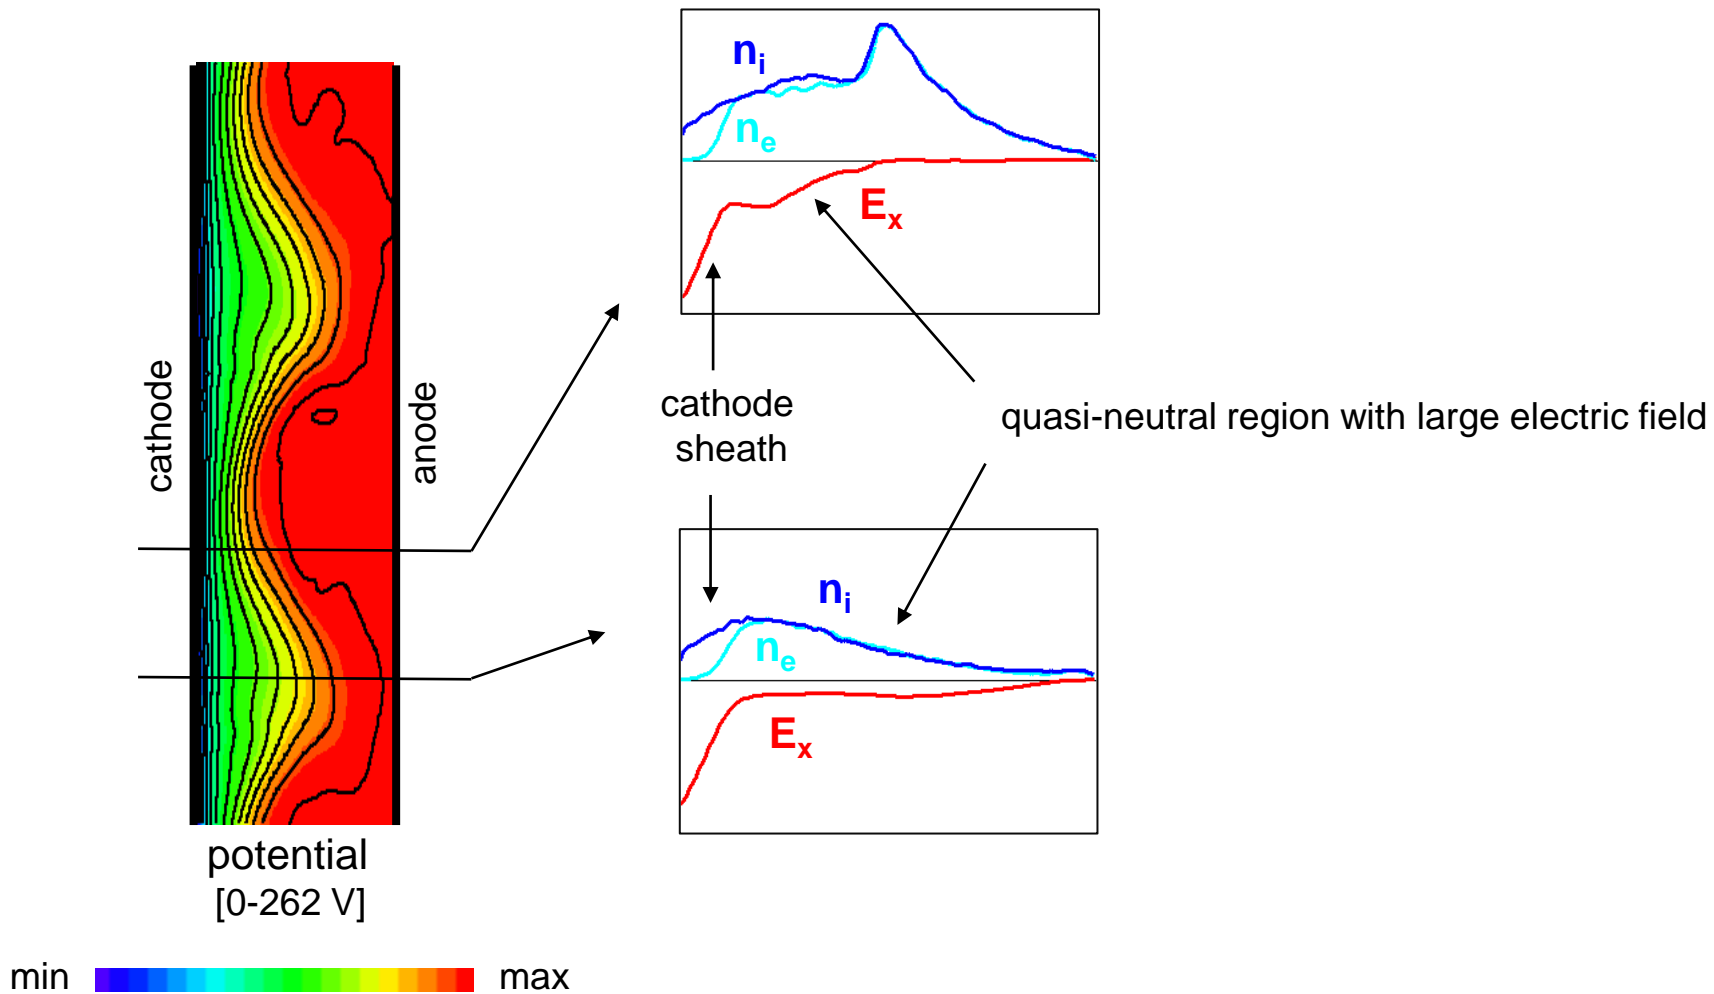 n_i
n_e
E_x
cathode
anode
cathode
sheath
quasi-neutral region with large electric field
n_i
n_e
E_x
potential
[0-262 V]
min
max